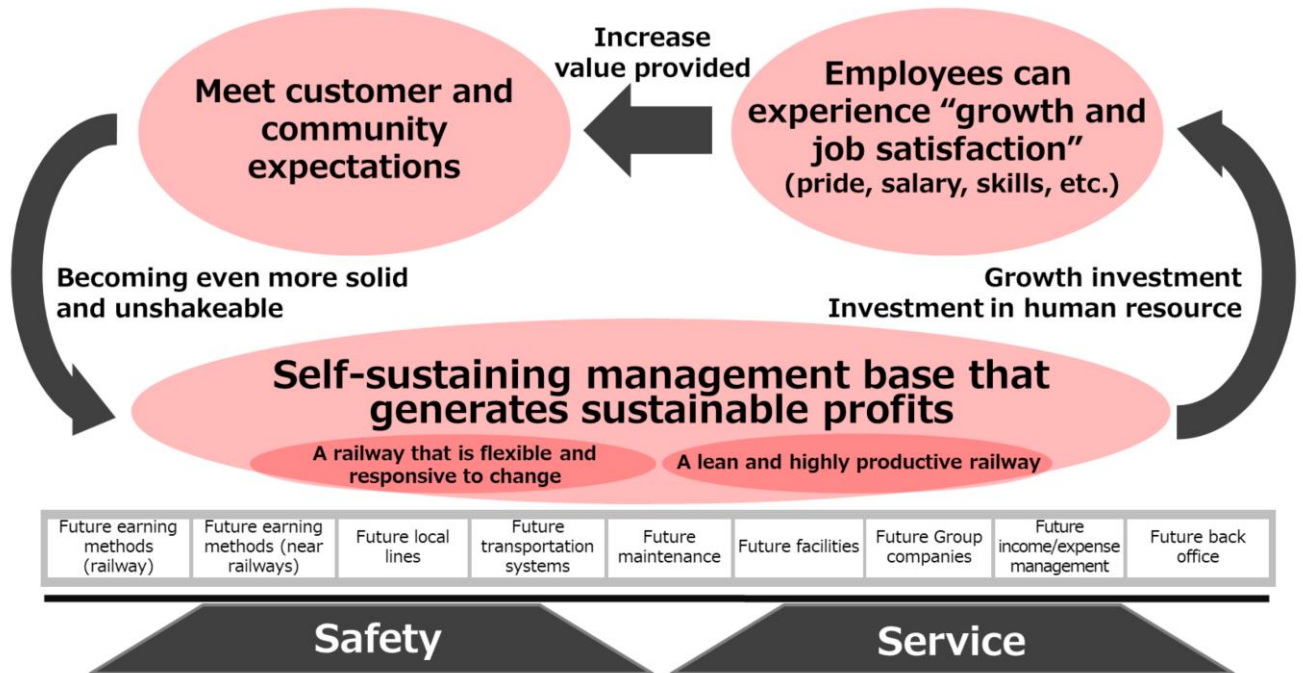 Increase
value provided
Meet customer and
community
expectations
Employees can
experience “growth and
job satisfaction”
(pride, salary, skills, etc.)
Becoming even more solid
and unshakeable
Growth investment
Investment in human resource
Self-sustaining management base that
generates sustainable profits
A railway that is flexible and
responsive to change
A lean and highly productive railway
Future earning
methods
(railway)
Future earning
methods (near
railways)
Future local
lines
Future
transportation
systems
Future
maintenance
Future facilities
Future Group
companies
Future
income/expense
management
Future back
office
Safety
Service